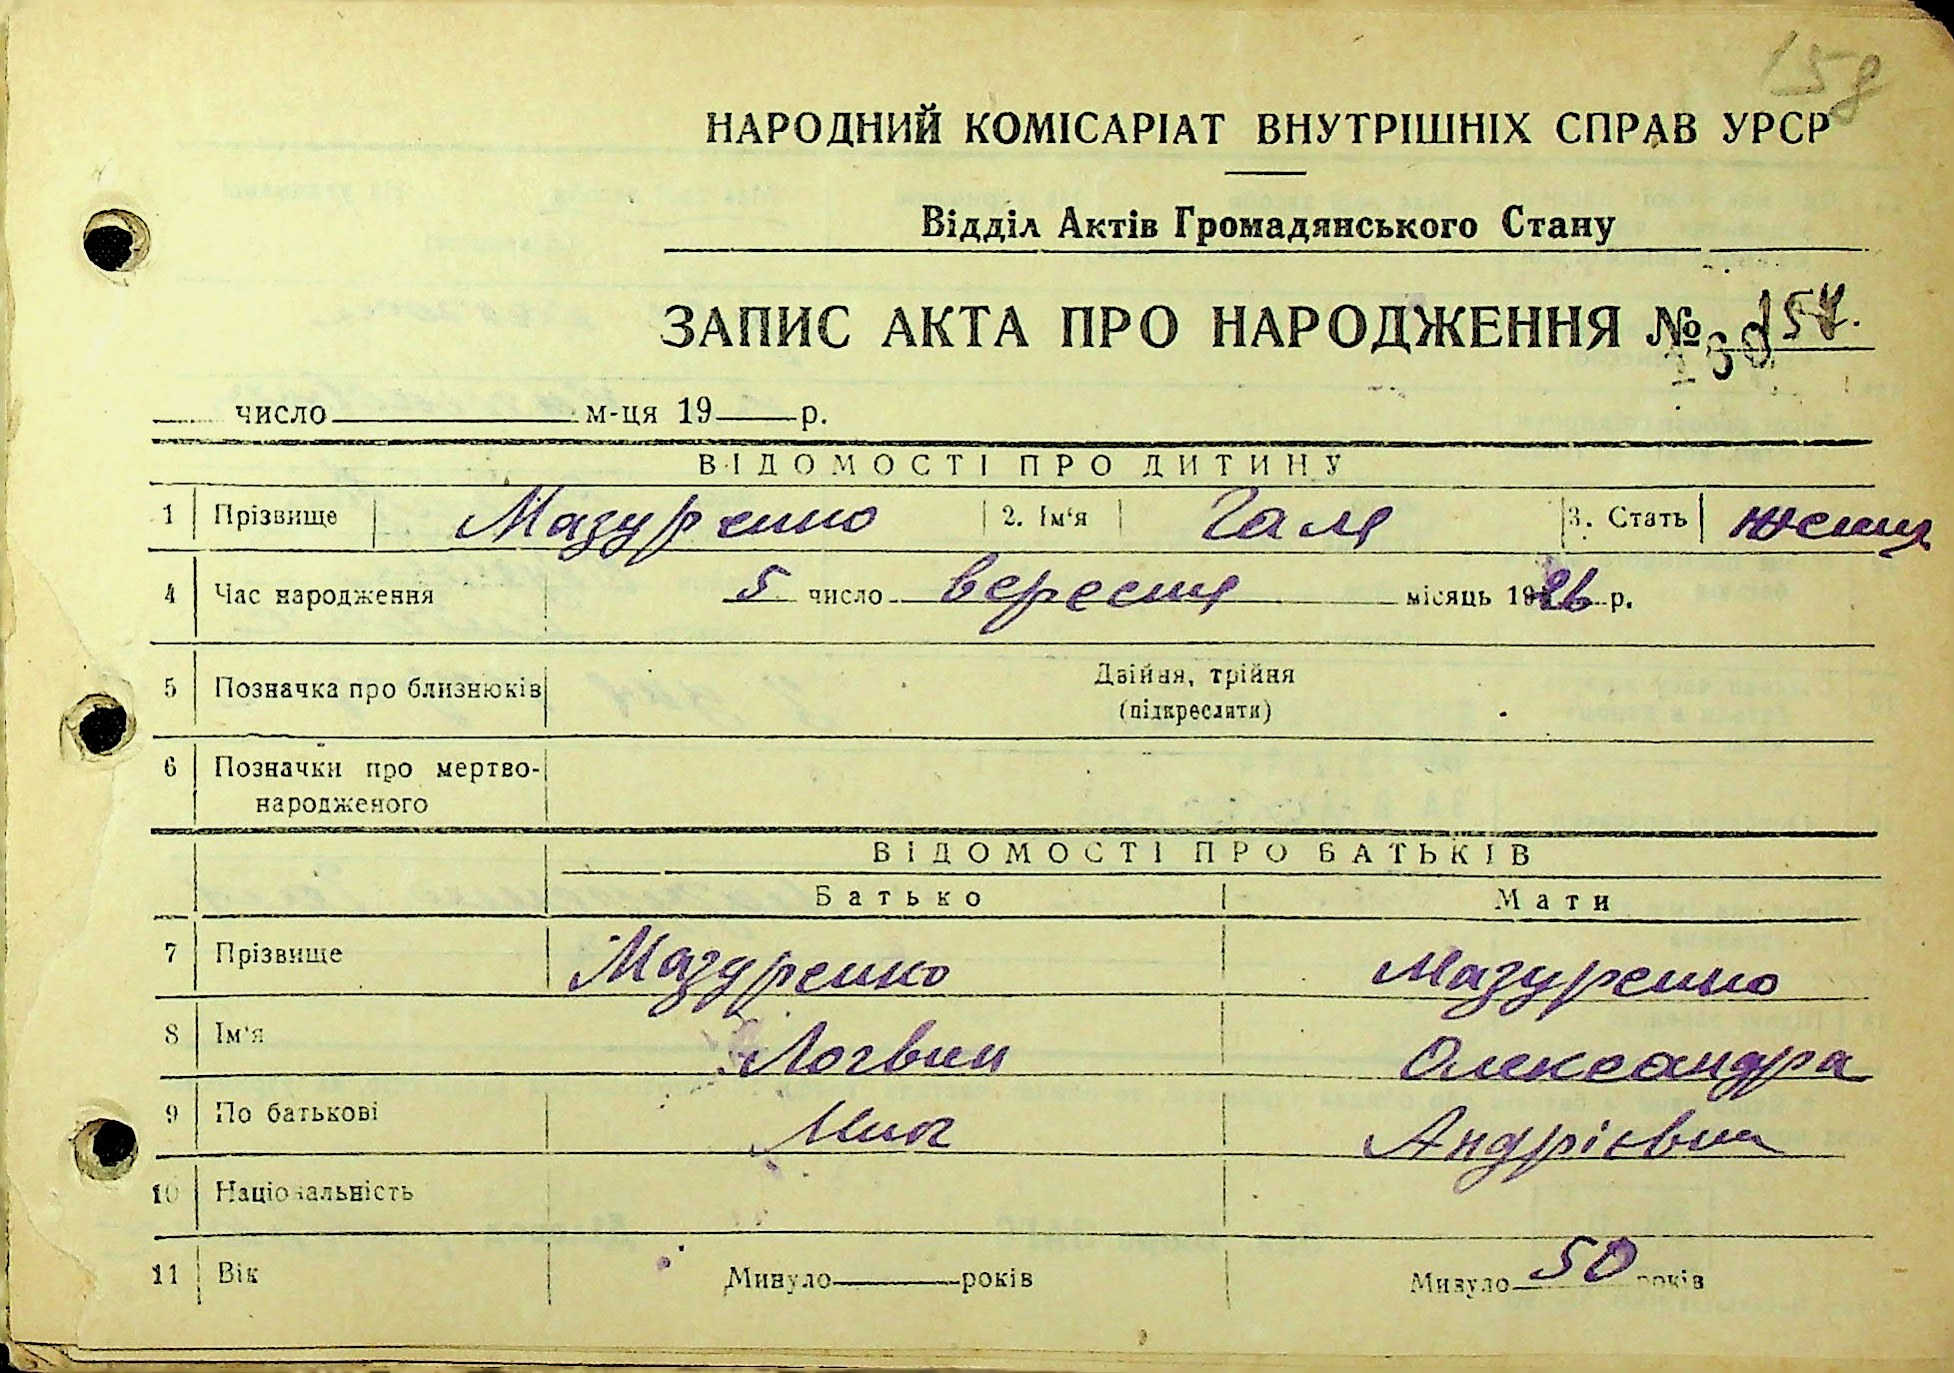 158
НАРОДНИЙ КОМІСАРІАТ ВНУТРІШНІХ СПРАВ УРСР
Відділ Актів Громадянського Стану
ЗАПИС АКТА ПРО НАРОДЖЕННЯ №
число м-ця 19 р.
ВІДОМОСТІ ПРО ДИТИНУ
1 Прізвище Мазуренко 2. Ім'я Галя 3. Стать
4 Час народження 5 число вересня місяць 1926 р.
5 Позначка про близнюків Двійня, трійня
(підкреслити)
6 Позначки про мертво-
народженого
ВІДОМОСТІ ПРО БАТЬКІВ
Батько Мати
7 Прізвище Мазуренко Мазуренко
8 Ім'я Логвин Олександра
9 По батькові Андріївна
10 Національність
11 Вік Минуло років Минуло 50 років